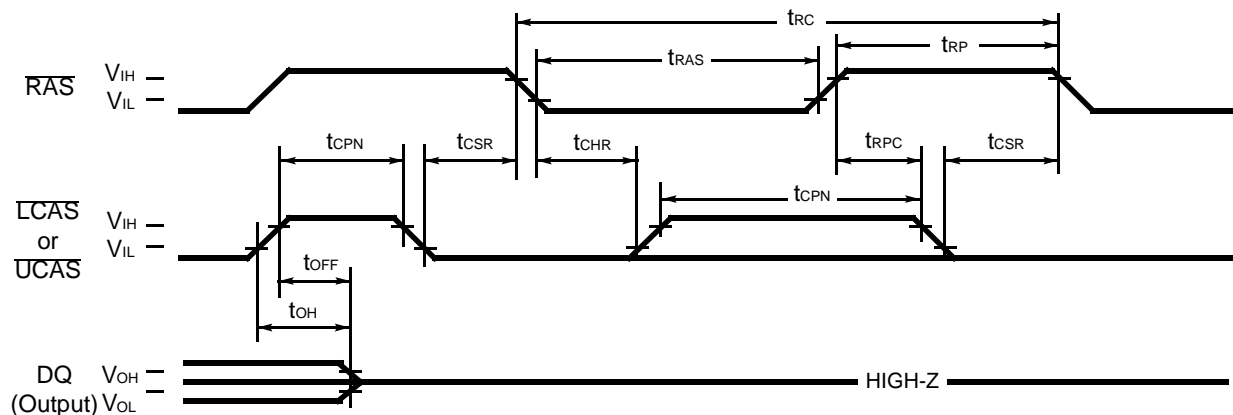 tRC
tRAS
tRP
RAS
VIH
VIL
tCPN
tCSR
tCHR
tRPC
tCSR
tCPN
LCAS
or
UCAS
VIH
VIL
tOFF
tOH
DQ
(Output)
VOH
VOL
HIGH-Z